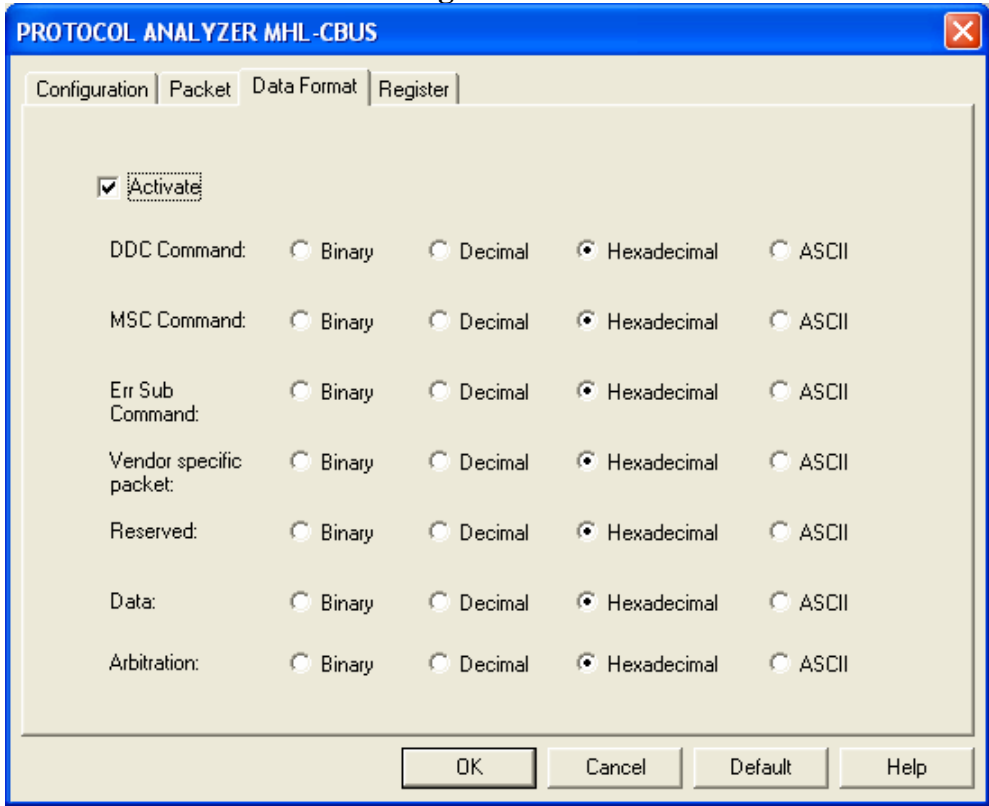 PROTOCOL ANALYZER MHL-CBUS
Configuration Packet Data Format Register
Activate
DDC Command: Binary Decimal Hexadecimal ASCII
MSC Command: Binary Decimal Hexadecimal ASCII
Err Sub
Command: Binary Decimal Hexadecimal ASCII
Vendor specific
packet: Binary Decimal Hexadecimal ASCII
Reserved: Binary Decimal Hexadecimal ASCII
Data: Binary Decimal Hexadecimal ASCII
Arbitration: Binary Decimal Hexadecimal ASCII
OK Cancel Default Help